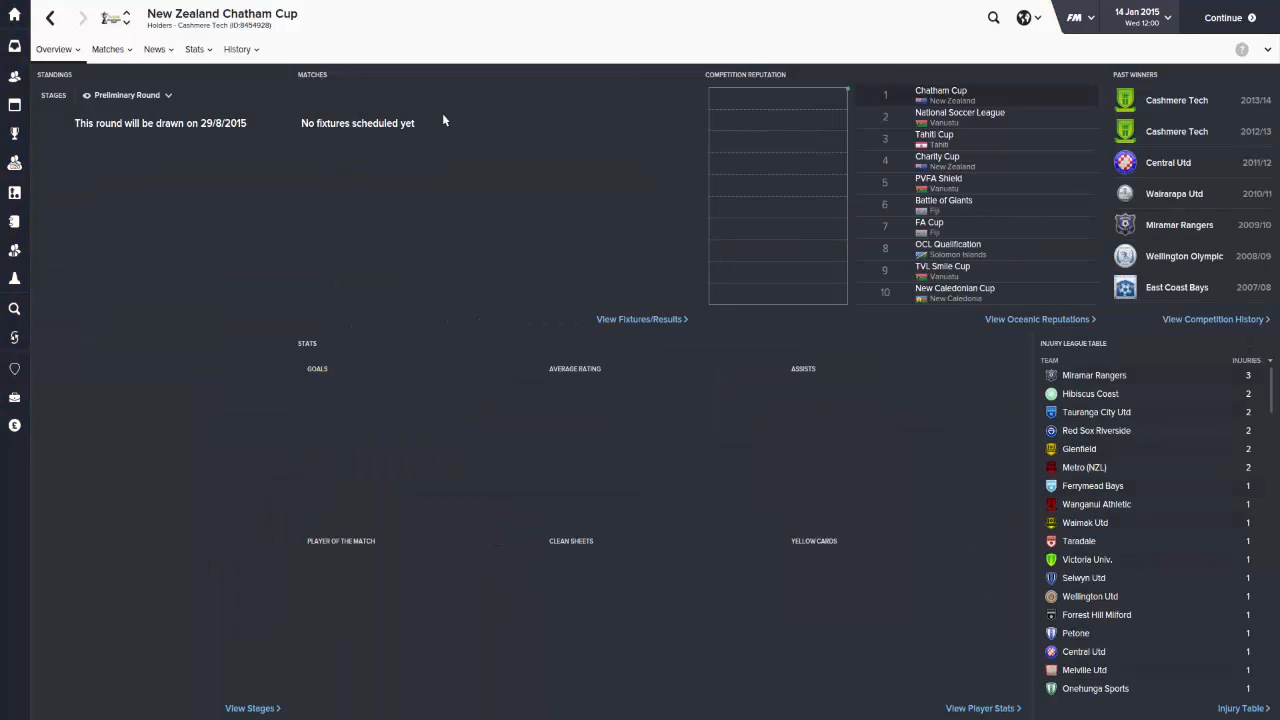 New Zealand Chatham Cup
Holders - Cashmere Tech (ID:8454928)
FM
14 Jan 2015
Wed 12:00
Continue
Overview
Matches
News
Stats
History
?
STANDINGS
STAGES
Preliminary Round
This round will be drawn on 29/8/2015
View Stages >
MATCHES
No fixtures scheduled yet
View Fixtures/Results >
COMPETITION REPUTATION
1 Chatham Cup
New Zealand
2 National Soccer League
Vanuatu
3 Tahiti Cup
Tahiti
4 Charity Cup
New Zealand
5 PVFA Shield
Vanuatu
6 Battle of Giants
Fiji
7 FA Cup
Fiji
8 OCL Qualification
Solomon Islands
9 TVL Smile Cup
Vanuatu
10 New Caledonian Cup
New Caledonia
View Oceanic Reputations >
PAST WINNERS
Cashmere Tech 2013/14
Cashmere Tech 2012/13
Central Utd 2011/12
Wairarapa Utd 2010/11
Miramar Rangers 2009/10
Wellington Olympic 2008/09
East Coast Bays 2007/08
View Competition History >
STATS
GOALS
AVERAGE RATING
ASSISTS
PLAYER OF THE MATCH
CLEAN SHEETS
YELLOW CARDS
View Player Stats >
INJURY LEAGUE TABLE
TEAM INJURIES
Miramar Rangers 3
Hibiscus Coast 2
Tauranga City Utd 2
Red Sox Riverside 2
Glenfield 2
Metro (NZL) 2
Ferrymead Bays 1
Wanganui Athletic 1
Waimak Utd 1
Taradale 1
Victoria Univ. 1
Selwyn Utd 1
Wellington Utd 1
Forrest Hill Milford 1
Petone 1
Central Utd 1
Melville Utd 1
Onehunga Sports 1
Injury Table >